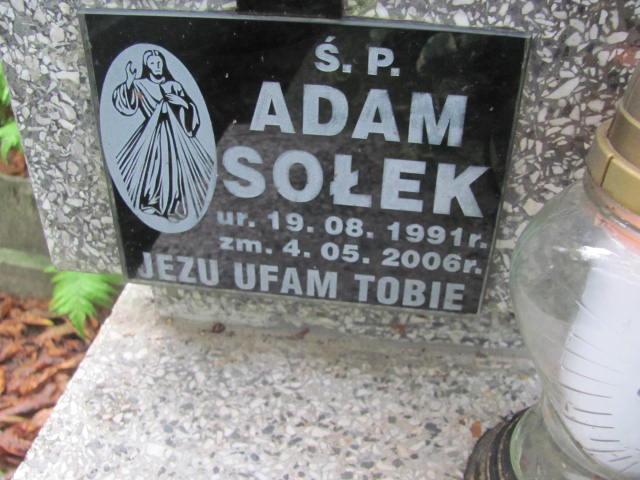 Ś. P.
ADAM
SOŁEK
ur. 19. 08. 1991r.
zm. 4. 05. 2006r.
JEZU UFAM TOBIE